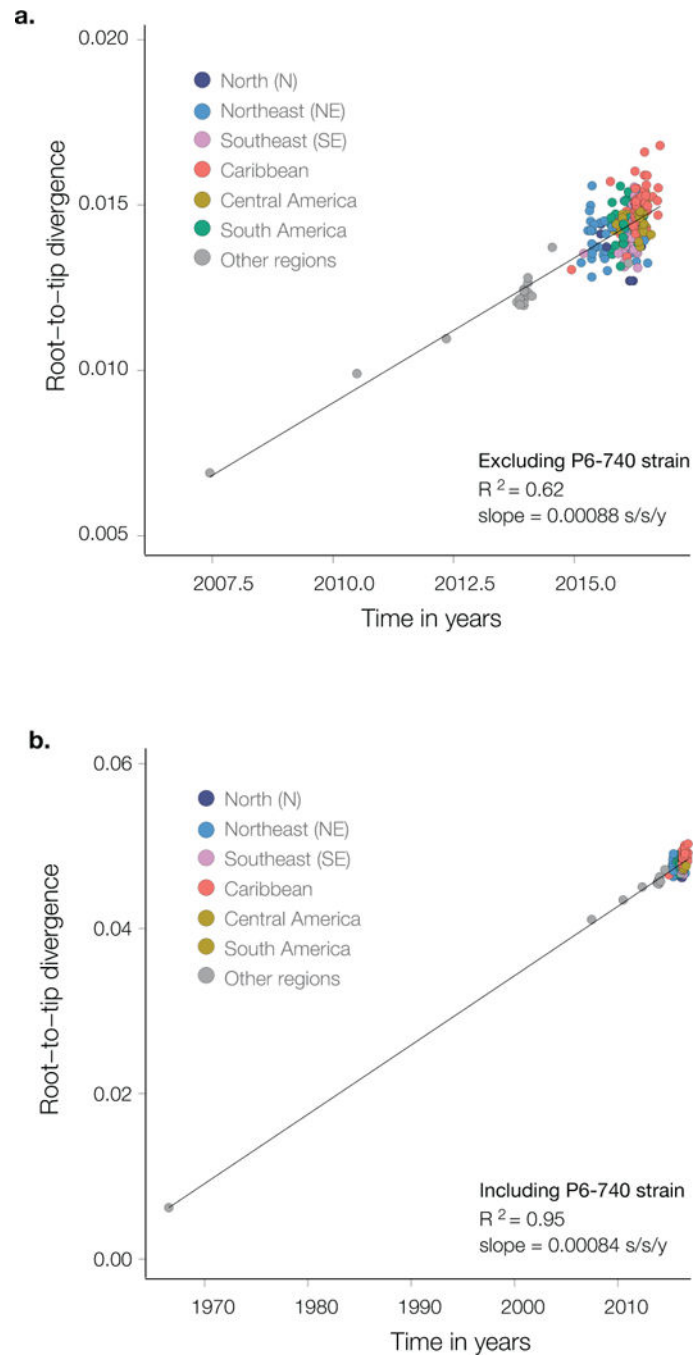 a.
Root-to-tip divergence
0.020
0.015
0.010
0.005
North (N)
Northeast (NE)
Southeast (SE)
Caribbean
Central America
South America
Other regions
Excluding P6-740 strain
R² = 0.62
slope = 0.00088 s/s/y
2007.5 2010.0 2012.5 2015.0
Time in years
b.
Root-to-tip divergence
0.06
0.04
0.02
0.00
North (N)
Northeast (NE)
Southeast (SE)
Caribbean
Central America
South America
Other regions
Including P6-740 strain
R² = 0.95
slope = 0.00084 s/s/y
1970 1980 1990 2000 2010
Time in years